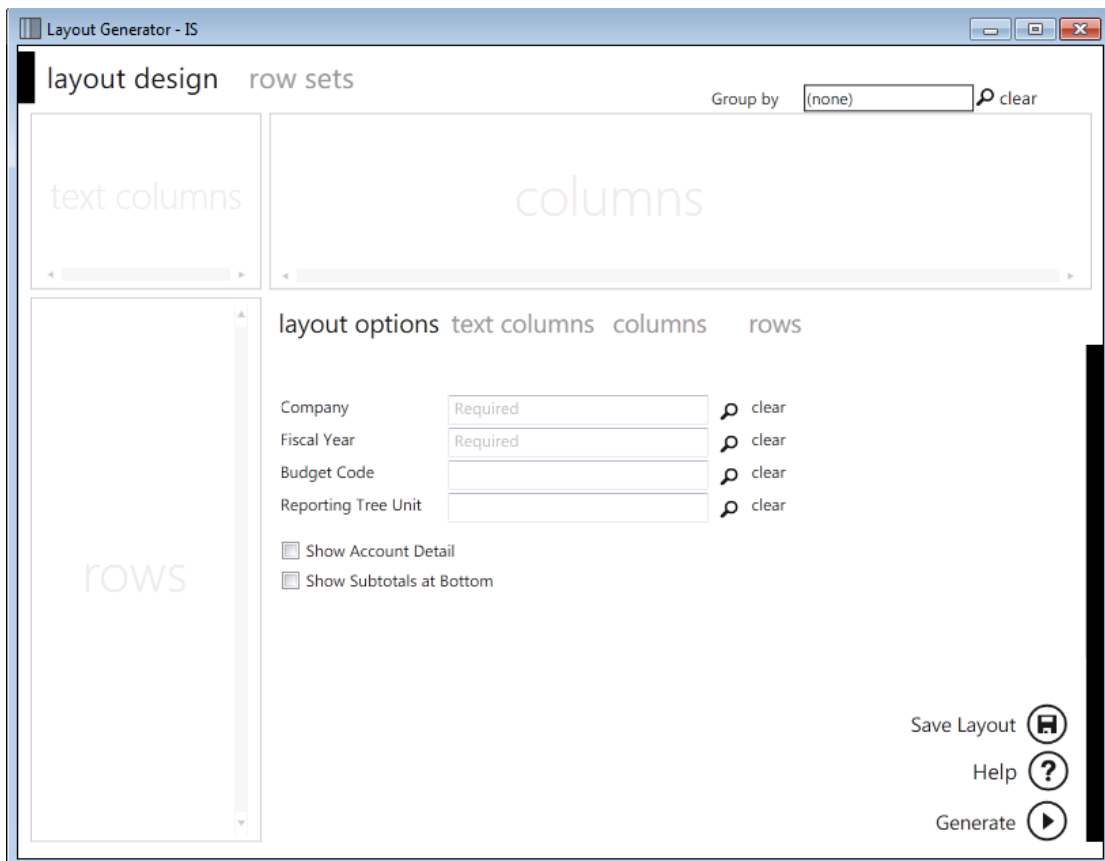 Layout Generator - IS
layout design row sets
Group by (none) clear
text columns columns
layout options text columns columns rows
Company Required clear
Fiscal Year Required clear
Budget Code clear
Reporting Tree Unit clear
Show Account Detail
rows
Show Subtotals at Bottom
Save Layout
Help ?
Generate